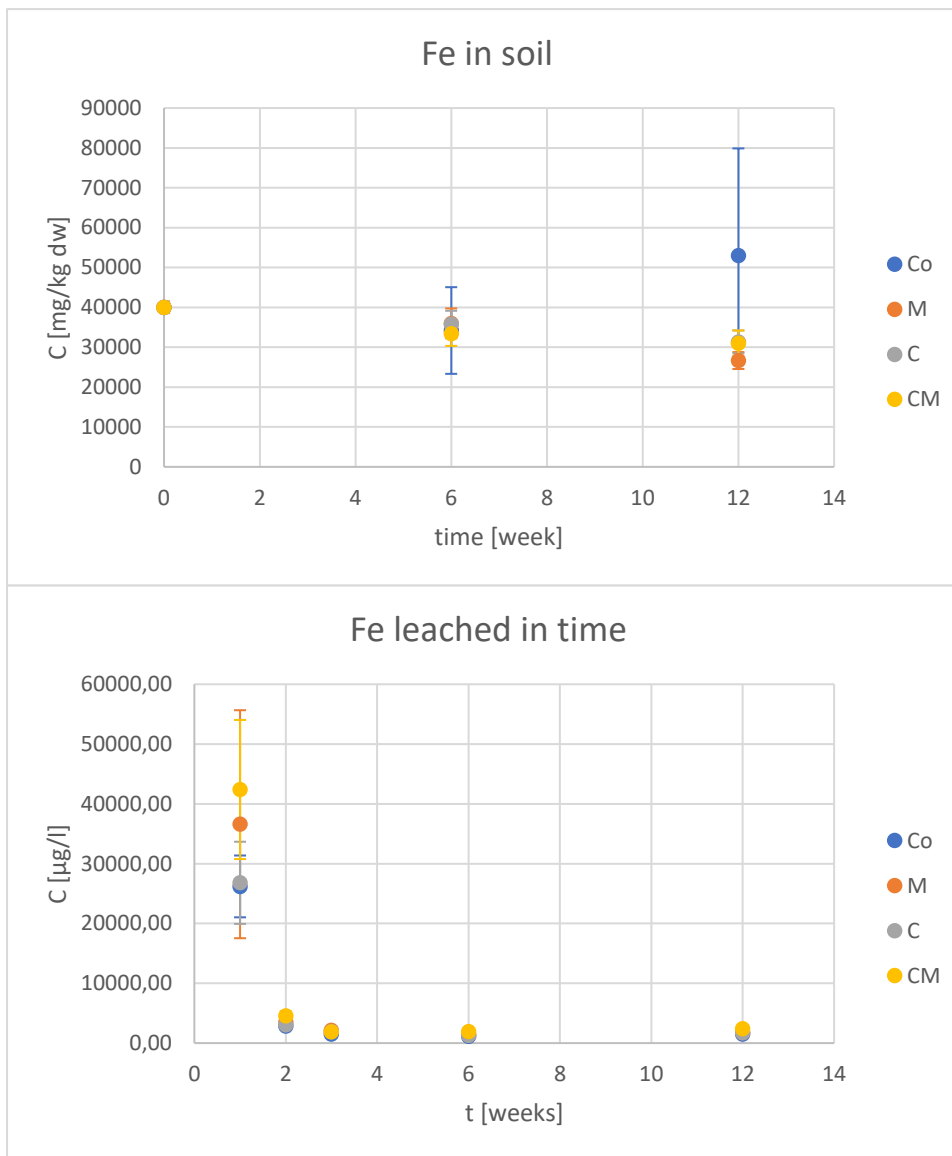 Fe in soil
90000
80000
70000
60000
50000
40000
30000
20000
10000
0
C [mg/kg dw]
0 2 4 6 8 10 12 14
time [week]
Co
M
C
CM
Fe leached in time
60000,00
50000,00
40000,00
30000,00
20000,00
10000,00
0,00
C [µg/l]
0 2 4 6 8 10 12 14
t [weeks]
Co
M
C
CM